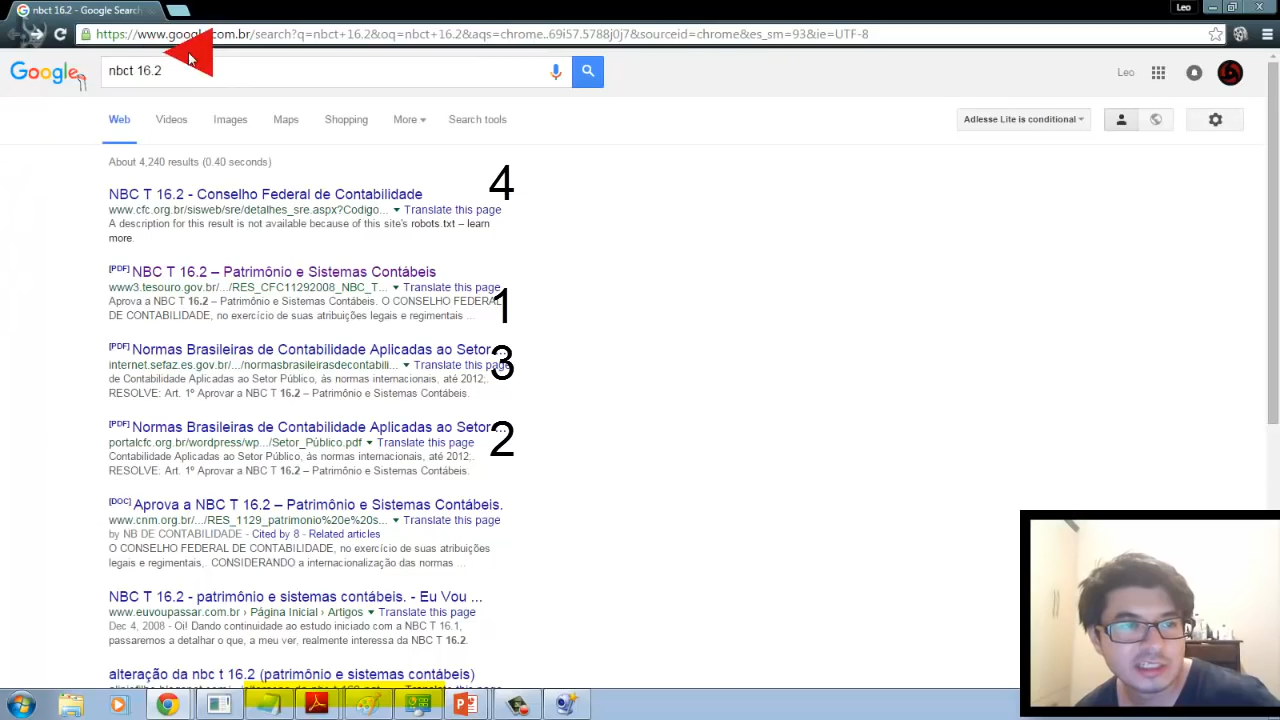 nbct 16.2 - Google Search
Leo
https://www.google.com.br/search?q=nbct+16.2&oq=nbct+16.2&aqs=chrome..69i57.5788j0j7&sourceid=chrome&es_sm=93&ie=UTF-8
Google
nbct 16.2
Leo
Web Videos Images Maps Shopping More Search tools
Adlesse Lite is conditional
About 4,240 results (0.40 seconds)
4
NBC T 16.2 - Conselho Federal de Contabilidade
www.cfc.org.br/sisweb/sre/detalhes_sre.aspx?Codigo... Translate this page
A description for this result is not available because of this site's robots.txt – learn
more.
[PDF] NBC T 16.2 – Patrimônio e Sistemas Contábeis
www3.tesouro.gov.br/.../RES_CFC11292008_NBC_T... Translate this page
1
Aprova a NBC T 16.2 – Patrimônio e Sistemas Contábeis. O CONSELHO FEDERAL
DE CONTABILIDADE, no exercício de suas atribuições legais e regimentais ...
[PDF] Normas Brasileiras de Contabilidade Aplicadas ao Setor ...
3
internet.sefaz.es.gov.br/.../normasbrasileirasdecontabili... Translate this page
de Contabilidade Aplicadas ao Setor Público, às normas internacionais, até 2012;.
RESOLVE: Art. 1º Aprovar a NBC T 16.2 – Patrimônio e Sistemas Contábeis.
[PDF] Normas Brasileiras de Contabilidade Aplicadas ao Setor ...
2
portalcfc.org.br/wordpress/wp.../Setor_Público.pdf Translate this page
Contabilidade Aplicadas ao Setor Público, às normas internacionais, até 2012;.
RESOLVE: Art. 1º Aprovar a NBC T 16.2 – Patrimônio e Sistemas Contábeis.
[DOC] Aprova a NBC T 16.2 – Patrimônio e Sistemas Contábeis.
www.cnm.org.br/.../RES_1129_patrimonio%20e%20s... Translate this page
by NB DE CONTABILIDADE - Cited by 8 - Related articles
O CONSELHO FEDERAL DE CONTABILIDADE, no exercício de suas atribuições
legais e regimentais,. CONSIDERANDO a internacionalização das normas ...
NBC T 16.2 - patrimônio e sistemas contábeis. - Eu Vou ...
www.euvoupassar.com.br › Página Inicial › Artigos Translate this page
Dec 4, 2008 - Oi! Dando continuidade ao estudo iniciado com a NBC T 16.1,
passaremos a detalhar o que, a meu ver, realmente interessa da NBC T 16.2.
alteração da nbc t 16.2 (patrimônio e sistemas contábeis)